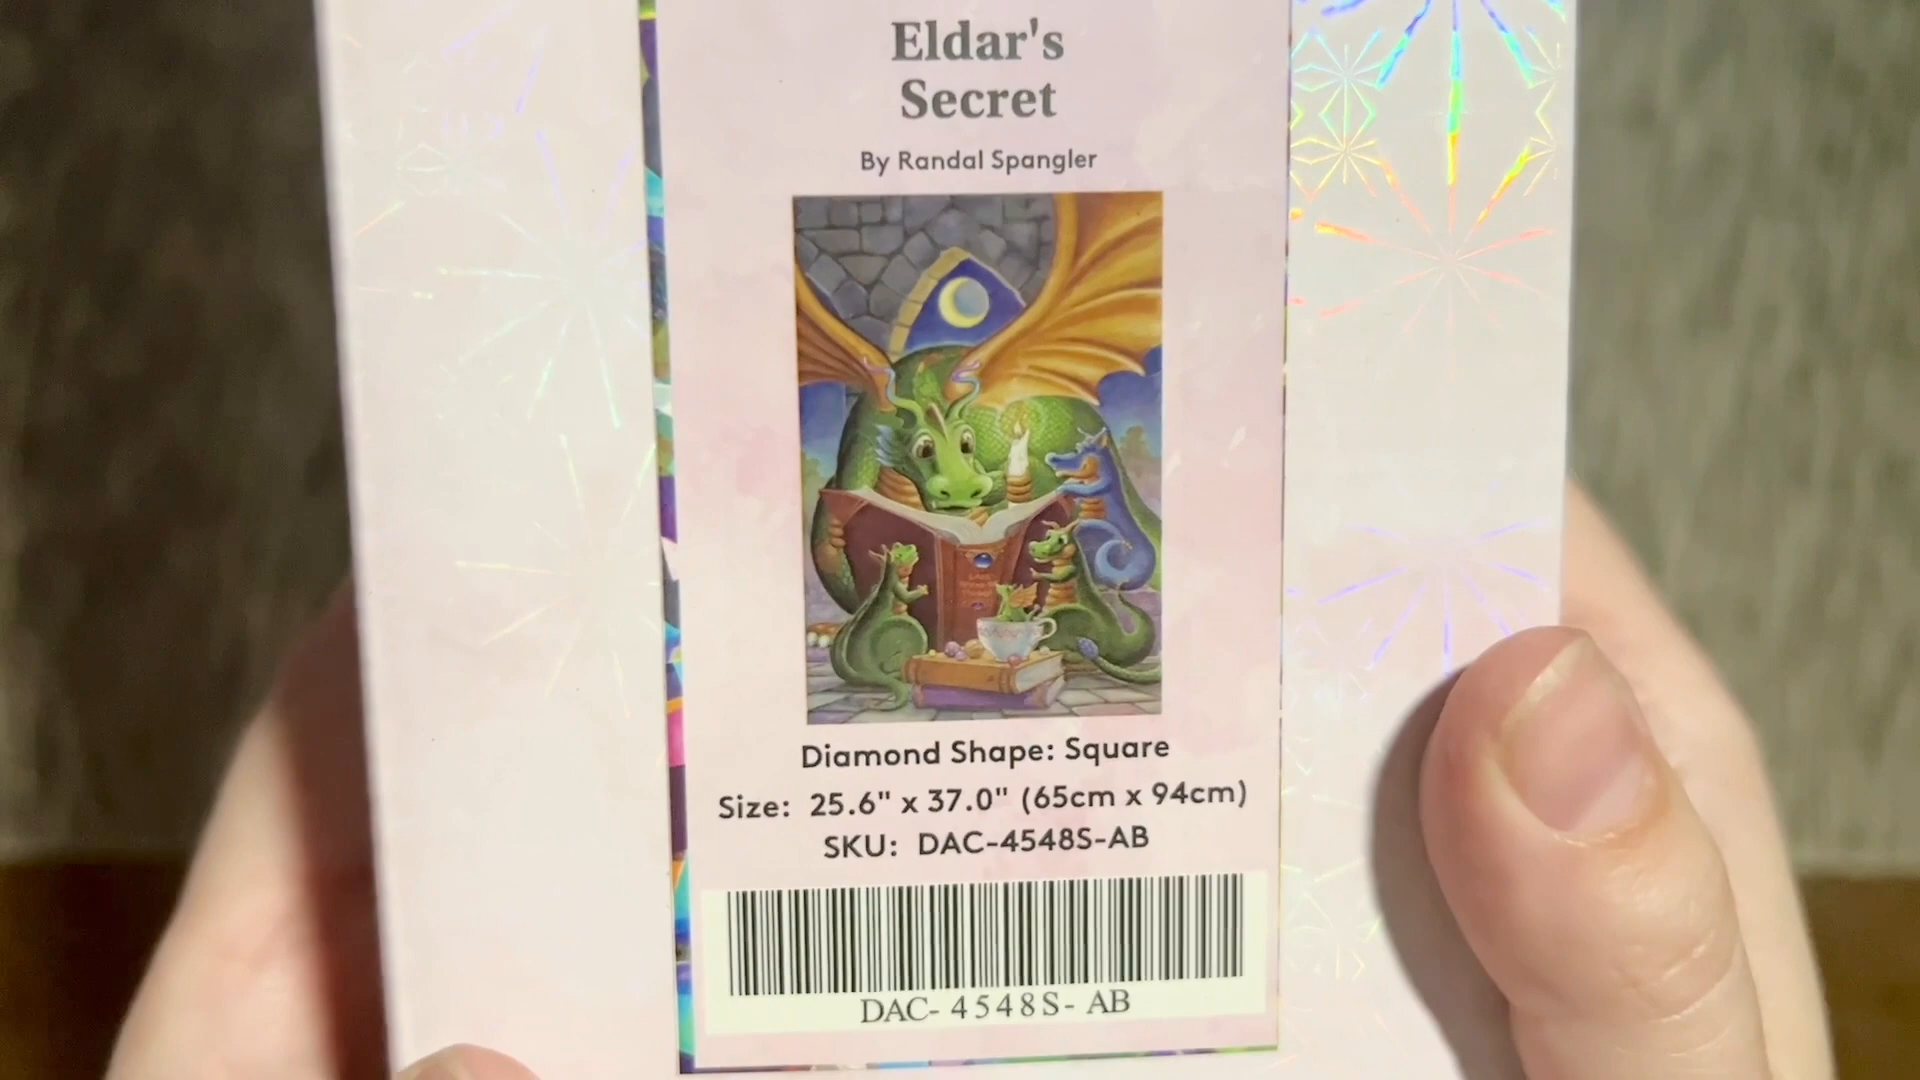 Eldar's
Secret
By Randal Spangler
Diamond Shape: Square
Size: 25.6" x 37.0" (65cm x 94cm)
SKU: DAC-4548S-AB
DAC- 4548S- AB